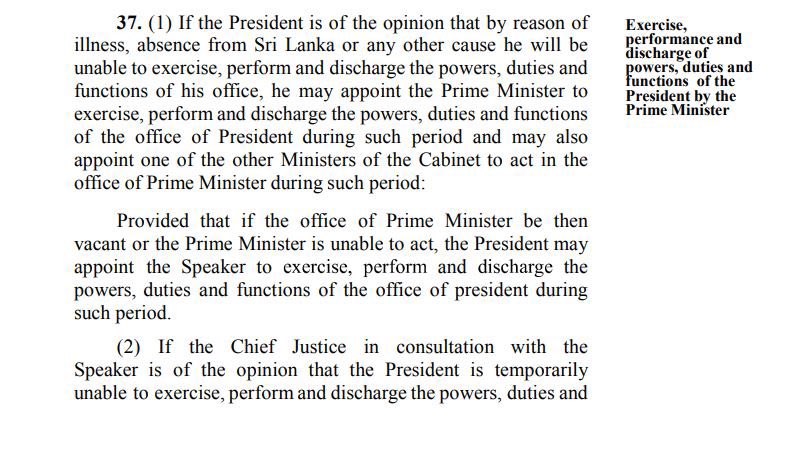 37. (1) If the President is of the opinion that by reason of
illness, absence from Sri Lanka or any other cause he will be
unable to exercise, perform and discharge the powers, duties and
functions of his office, he may appoint the Prime Minister to
exercise, perform and discharge the powers, duties and functions
of the office of President during such period and may also
appoint one of the other Ministers of the Cabinet to act in the
office of Prime Minister during such period:
Provided that if the office of Prime Minister be then
vacant or the Prime Minister is unable to act, the President may
appoint the Speaker to exercise, perform and discharge the
powers, duties and functions of the office of president during
such period.
(2) If the Chief Justice in consultation with the
Speaker is of the opinion that the President is temporarily
unable to exercise, perform and discharge the powers, duties and
Exercise,
performance and
discharge of
powers, duties and
functions of the
President by the
Prime Minister